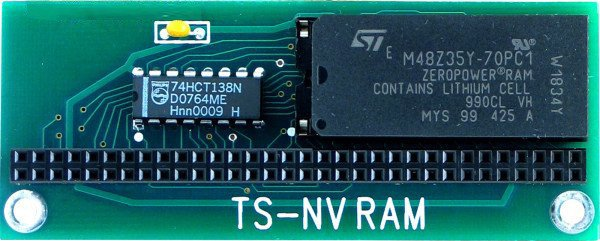 74HCT138N
D0764ME
Hnn0009 H
ST
E M48Z35Y-70PC1
ZEROPOWER® RAM
CONTAINS LITHIUM CELL
990CL VH
MYS 99 425 A
W1834Y
TS-NVRAM